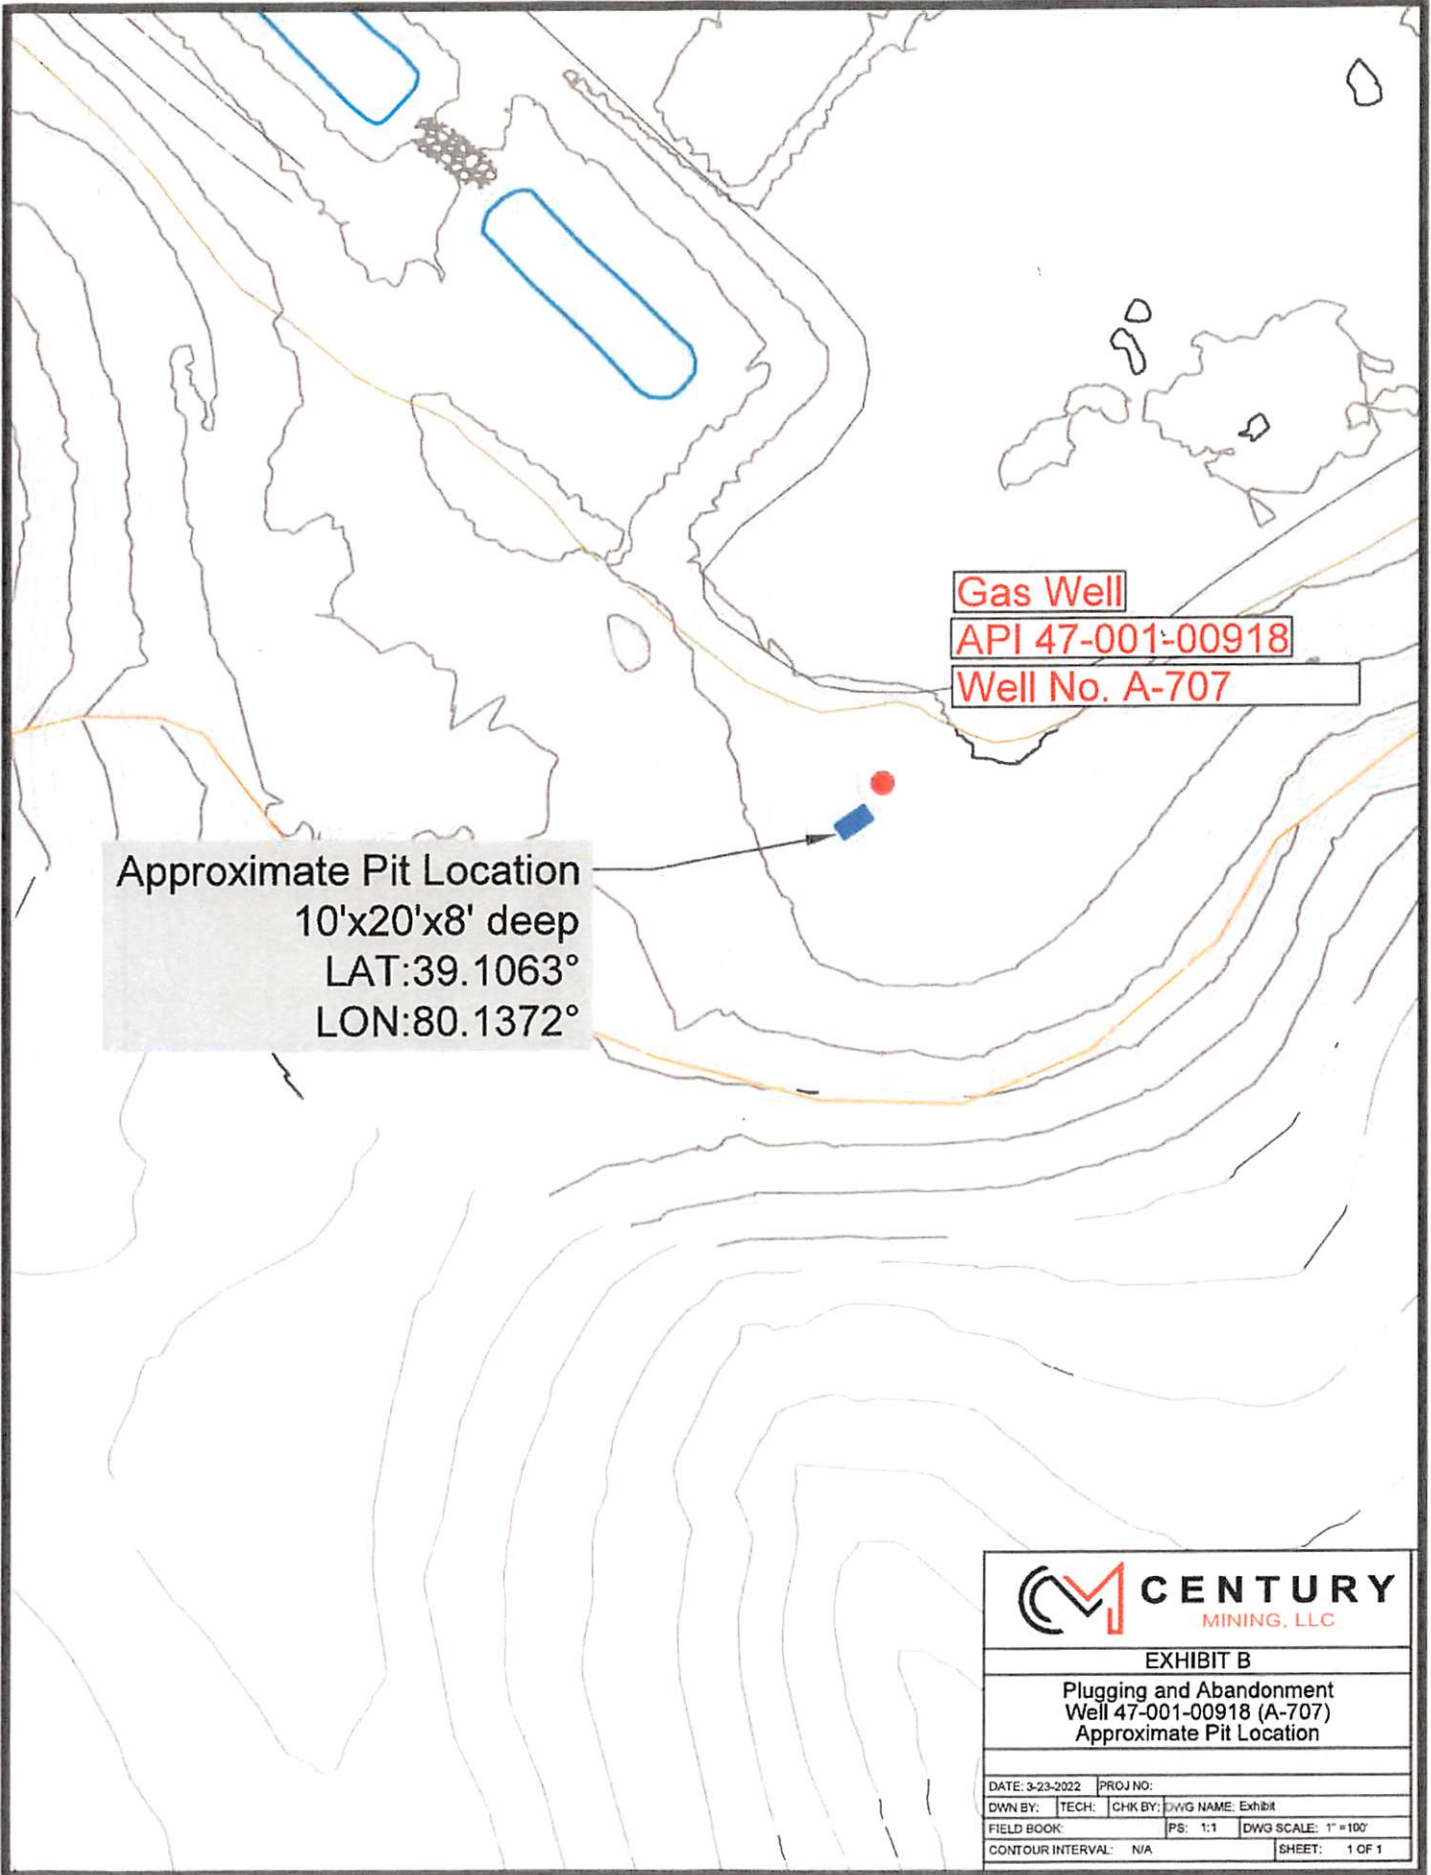 Gas Well
API 47-001-00918
Well No. A-707
Approximate Pit Location
10'x20'x8' deep
LAT:39.1063°
LON:80.1372°
CM CENTURY
MINING, LLC
EXHIBIT B
Plugging and Abandonment
Well 47-001-00918 (A-707)
Approximate Pit Location
DATE: 3-23-2022 PROJ NO:
DWN BY: TECH: CHK BY: DWG NAME: Exhibit
FIELD BOOK: PS: 1:1 DWG SCALE: 1"=100'
CONTOUR INTERVAL: N/A SHEET: 1 OF 1